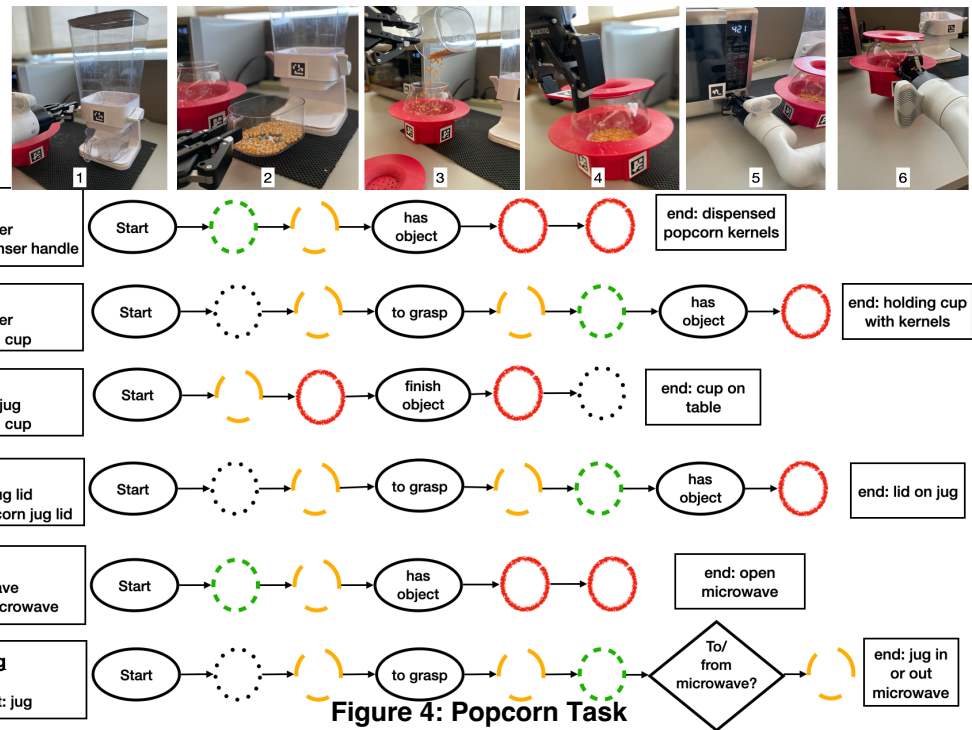 421
1
2
3
4
5
6
er
nser handle
Start
has
object
end: dispensed
popcorn kernels
er
cup
Start
to grasp
has
object
end: holding cup
with kernels
jug
cup
Start
finish
object
end: cup on
table
ug lid
corn jug lid
Start
to grasp
has
object
end: lid on jug
ave
crowave
Start
has
object
end: open
microwave
g
t: jug
Start
to grasp
To/
from
microwave?
end: jug in
or out
microwave
Figure 4: Popcorn Task